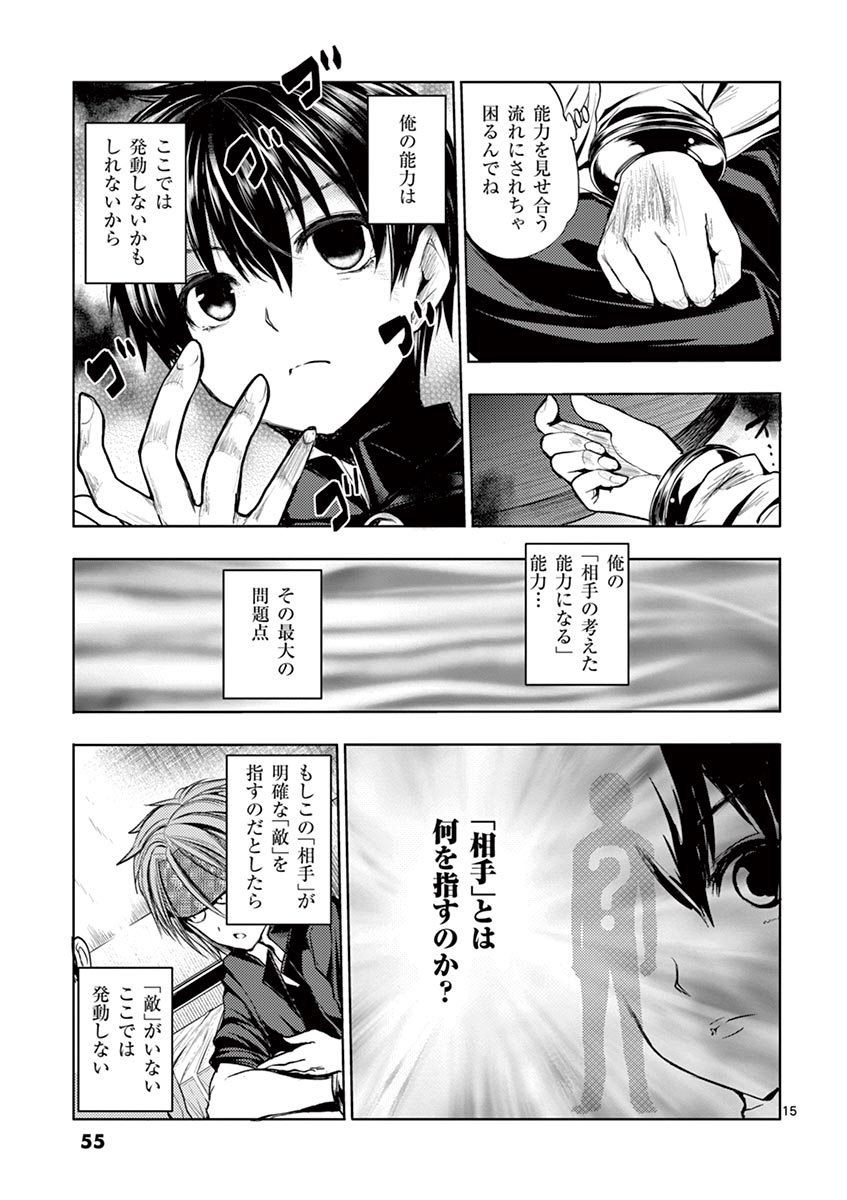 能力を見せ合う
流れにされちゃ
困るんでね
俺の能力は
ここでは
発動しないかも
しれないから
ゴ
ゴ
ゴ
ゴ
俺の
「相手の考えた
能力になる」
能力…
その最大の
問題点
「相手」とは
何を指すのか?
もしこの「相手」が
明確な「敵」を
指すのだとしたら
「敵」がいない
ここでは
発動しない
15
55